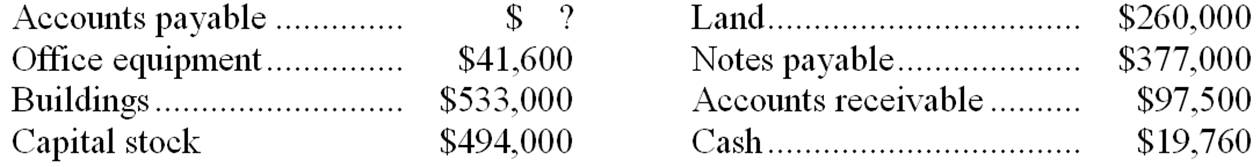 Accounts payable .............. $ ? Land.................................. $260,000
Office equipment............... $41,600 Notes payable.................... $377,000
Buildings ........................... $533,000 Accounts receivable .......... $97,500
Capital stock $494,000 Cash.................................. $19,760